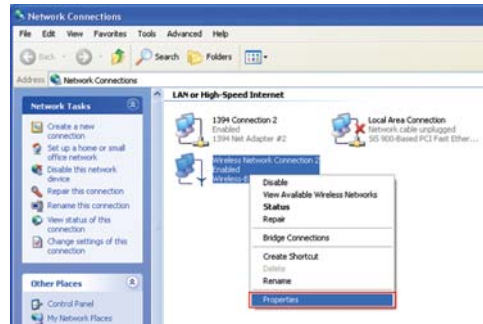 Network Connections
File Edit View Favorites Tools Advanced Help
Back Search Folders
Address Network Connections
Network Tasks
Create a new
connection
Set up a home or small
office network
Disable this network
device
Repair this connection
Rename this connection
View status of this
connection
Change settings of this
connection
Other Places
Control Panel
My Network Places
LAN or High-Speed Internet
1394 Connection 2
Enabled
1394 Net Adapter #2
Local Area Connection
Network cable unplugged
SiS 900-Based PCI Fast Ether...
Wireless Network Connection 2
Enabled
Disable
View Available Wireless Networks
Status
Repair
Bridge Connections
Create Shortcut
Delete
Rename
Properties